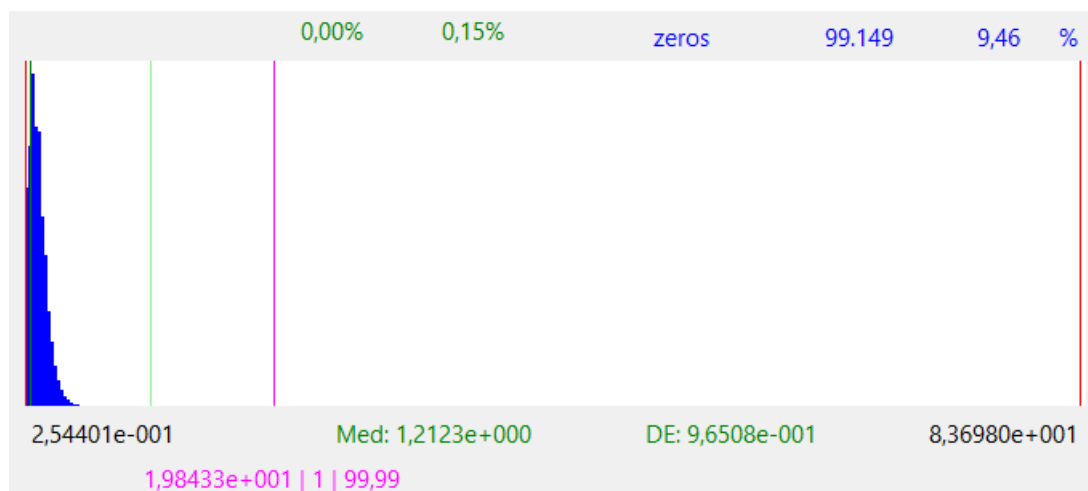 0,00% 0,15% zeros 99.149 9,46 %
2,54401e-001 Med: 1,2123e+000 DE: 9,6508e-001 8,36980e+001
1,98433e+001 | 1 | 99,99